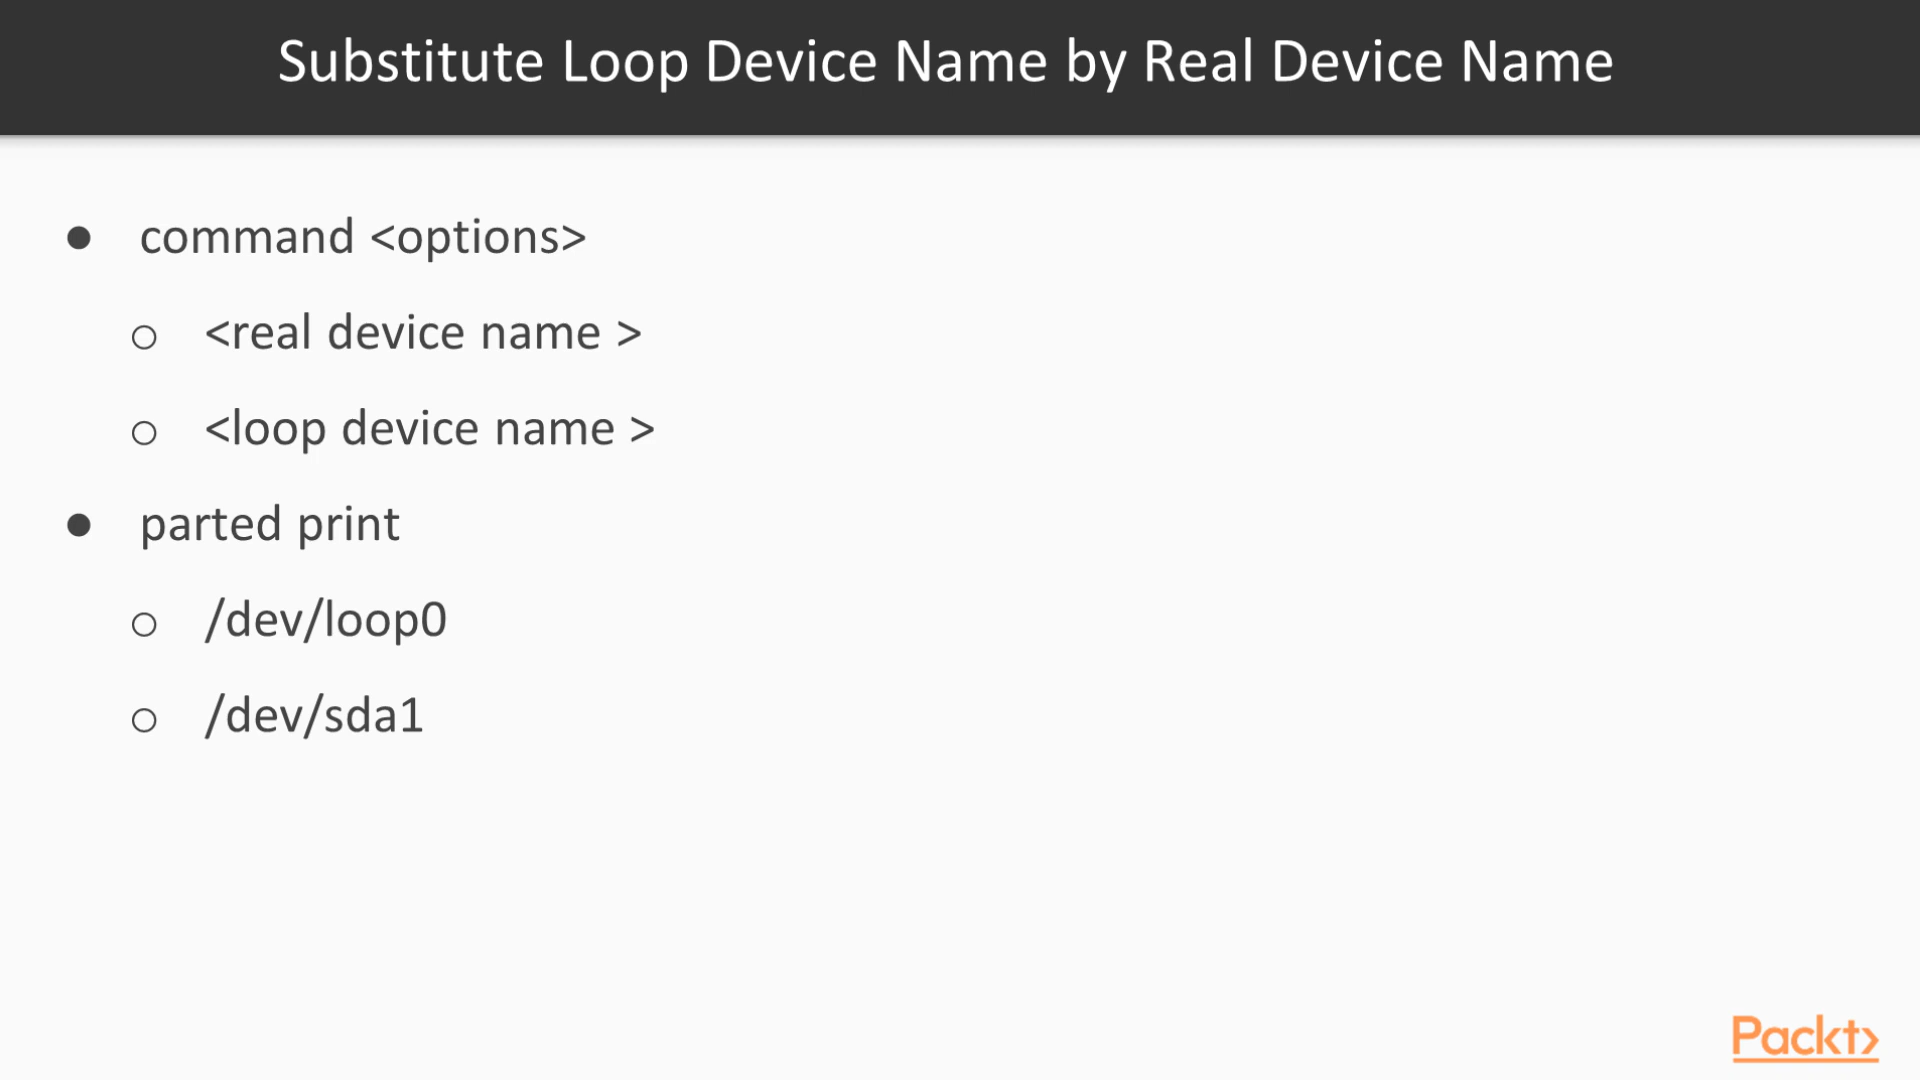 Substitute Loop Device Name by Real Device Name
● command <options>
○ <real device name >
○ <loop device name >
● parted print
○ /dev/loop0
○ /dev/sda1
Packt>